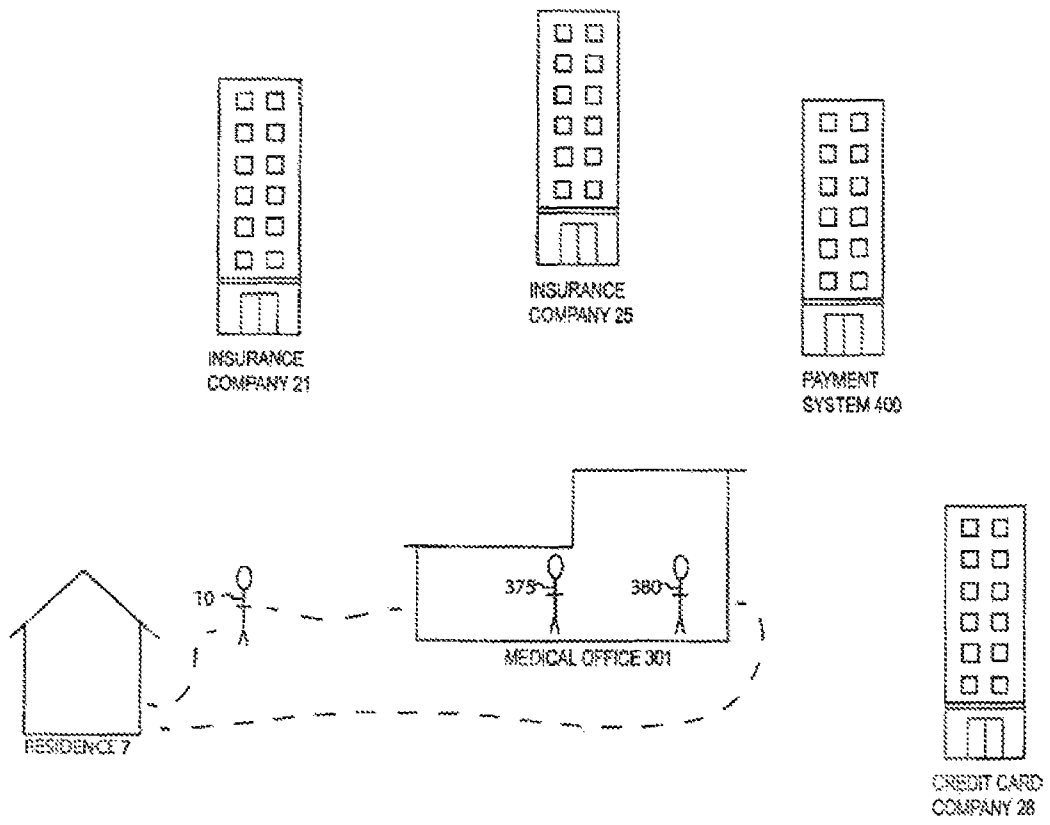 INSURANCE
COMPANY 21
INSURANCE
COMPANY 25
PAYMENT
SYSTEM 400
10
375
380
MEDICAL OFFICE 301
RESIDENCE 7
CREDIT CARD
COMPANY 28